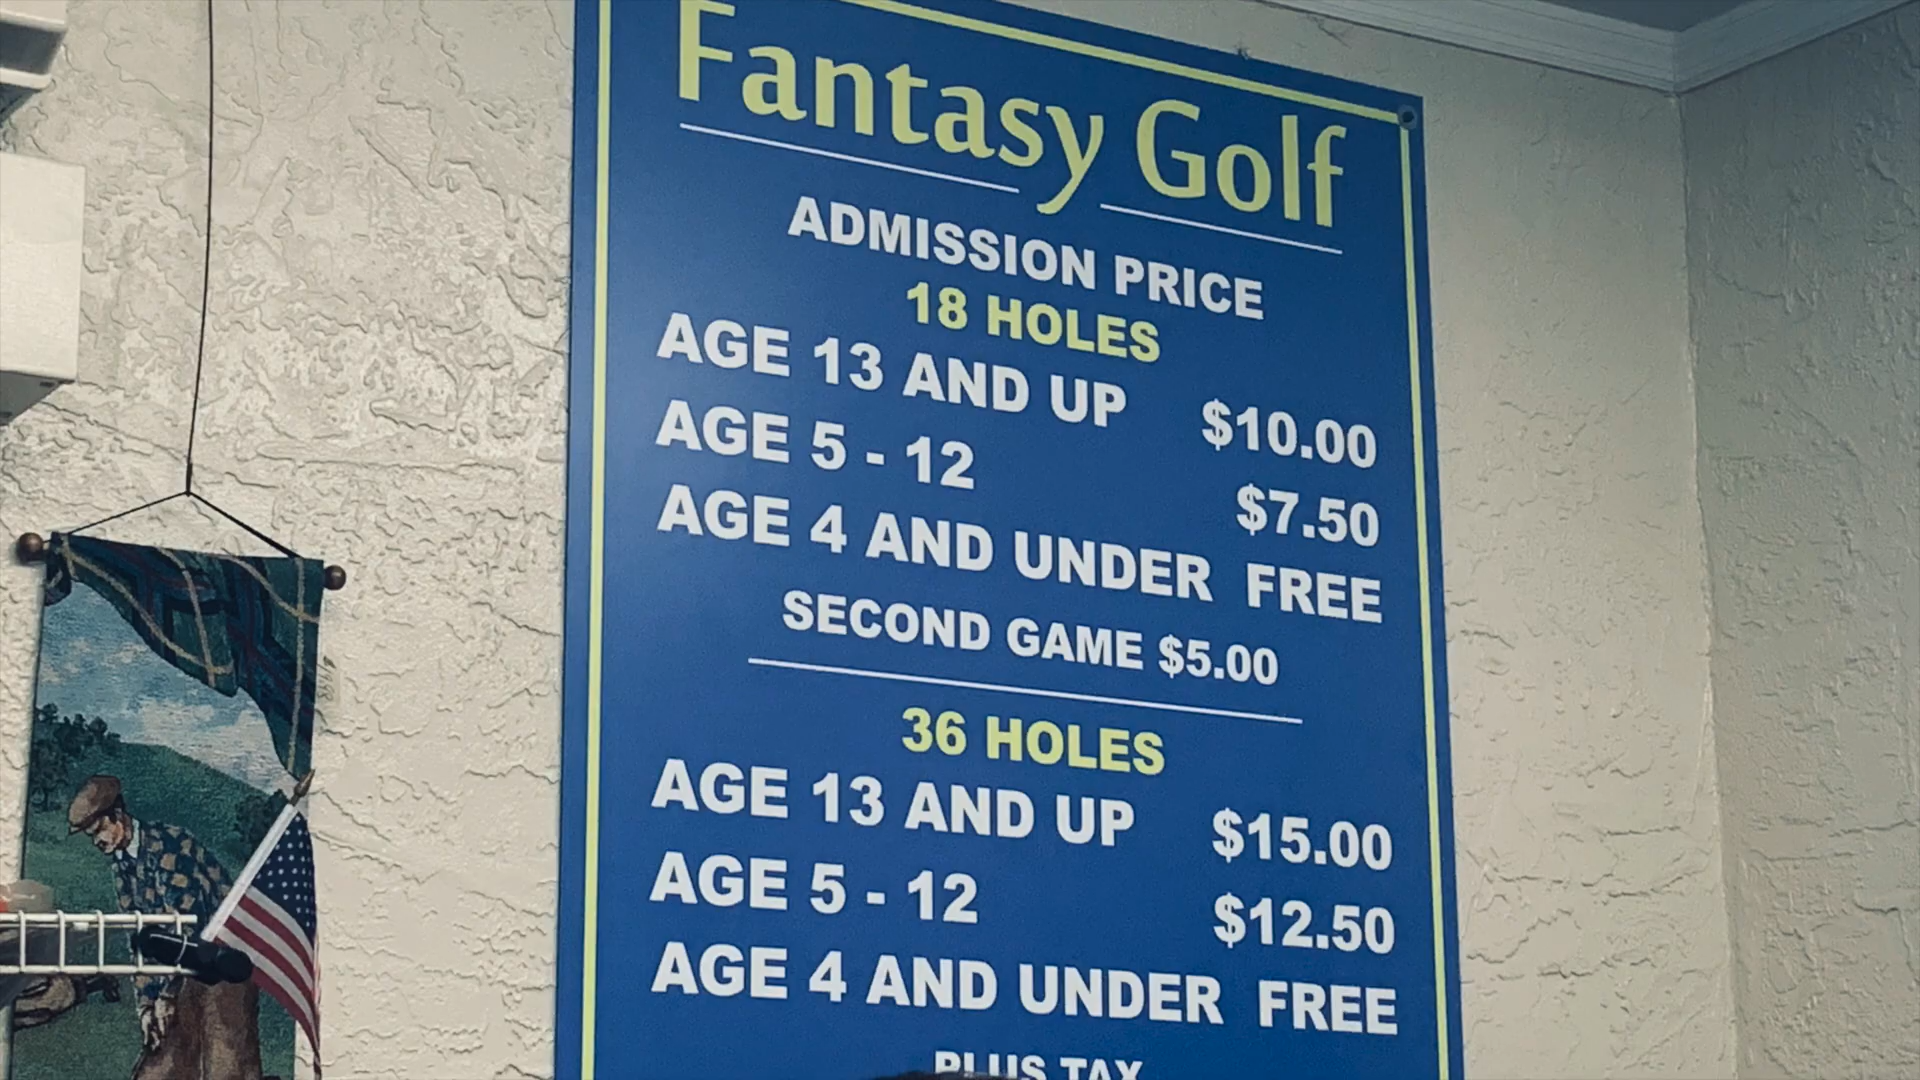 Fantasy Golf
ADMISSION PRICE
18 HOLES
AGE 13 AND UP $10.00
AGE 5 - 12 $7.50
AGE 4 AND UNDER FREE
SECOND GAME $5.00
36 HOLES
AGE 13 AND UP $15.00
AGE 5 - 12 $12.50
AGE 4 AND UNDER FREE
PLUS TAX